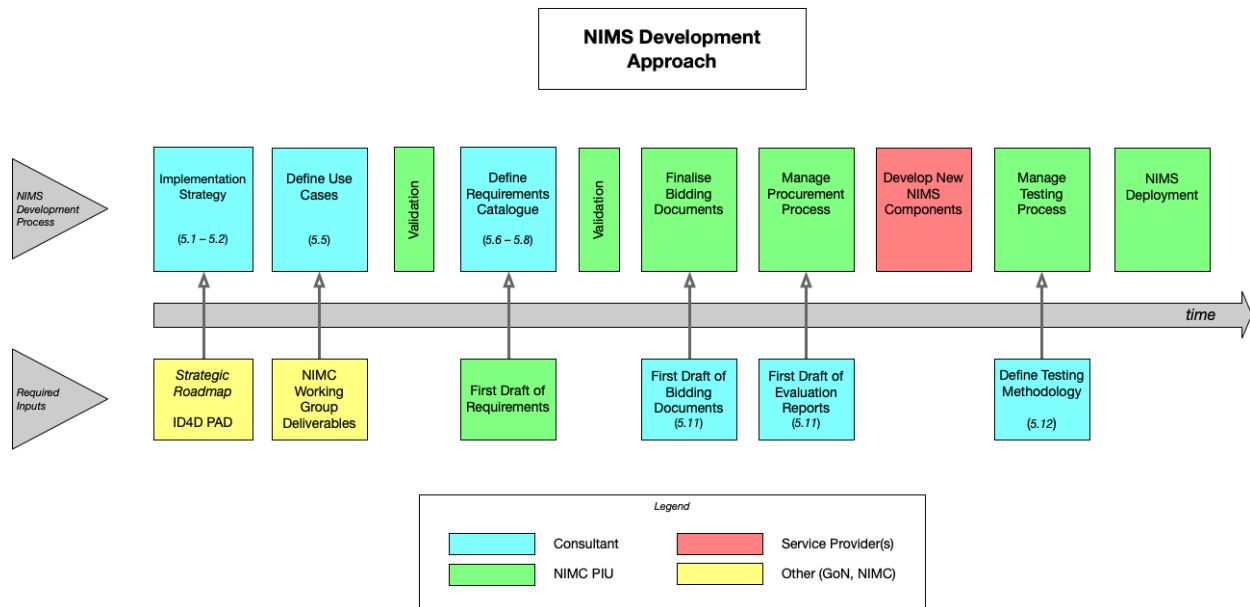 NIMS Development
Approach
NIMS
Development
Process
Implementation
Strategy
(5.1 – 5.2)
Define Use
Cases
(5.5)
Validation
Define
Requirements
Catalogue
(5.6 – 5.8)
Validation
Finalise
Bidding
Documents
Manage
Procurement
Process
Develop New
NIMS
Components
Manage
Testing
Process
NIMS
Deployment
time
Required
Inputs
Strategic
Roadmap
ID4D PAD
NIMC
Working
Group
Deliverables
First Draft of
Requirements
First Draft of
Bidding
Documents
(5.11)
First Draft of
Evaluation
Reports
(5.11)
Define Testing
Methodology
(5.12)
Legend
Consultant
Service Provider(s)
NIMC PIU
Other (GoN, NIMC)